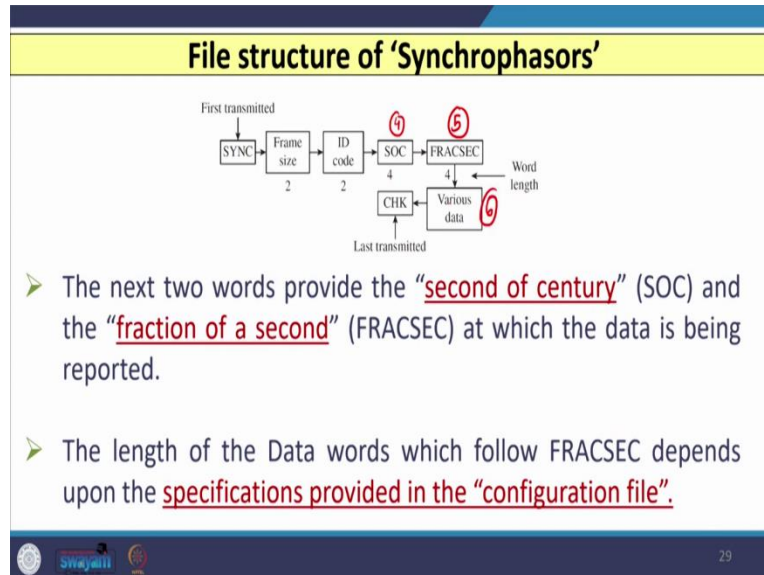 File structure of ‘Synchrophasors’
First transmitted
SYNC
Frame
size
2
ID
code
2
④
SOC
4
⑤
FRACSEC
4
Word
length
CHK
Various
data
⑥
Last transmitted
The next two words provide the “second of century” (SOC) and
the “fraction of a second” (FRACSEC) at which the data is being
reported.
The length of the Data words which follow FRACSEC depends
upon the specifications provided in the “configuration file”.
swayam
29